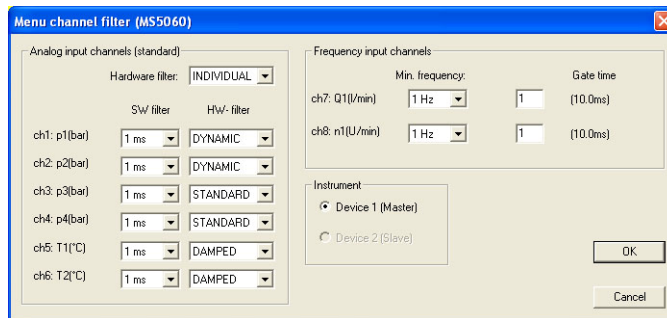 Menu channel filter (MS5060)
Analog input channels (standard)
Hardware filter: INDIVIDUAL
SW filter HW- filter
ch1: p1(bar) 1 ms DYNAMIC
ch2: p2(bar) 1 ms DYNAMIC
ch3: p3(bar) 1 ms STANDARD
ch4: p4(bar) 1 ms STANDARD
ch5: T1(°C) 1 ms DAMPED
ch6: T2(°C) 1 ms DAMPED
Frequency input channels
Min. frequency: Gate time
ch7: Q1(l/min) 1 Hz 1 (10.0ms)
ch8: n1(U/min) 1 Hz 1 (10.0ms)
Instrument
Device 1 (Master)
Device 2 (Slave)
OK
Cancel